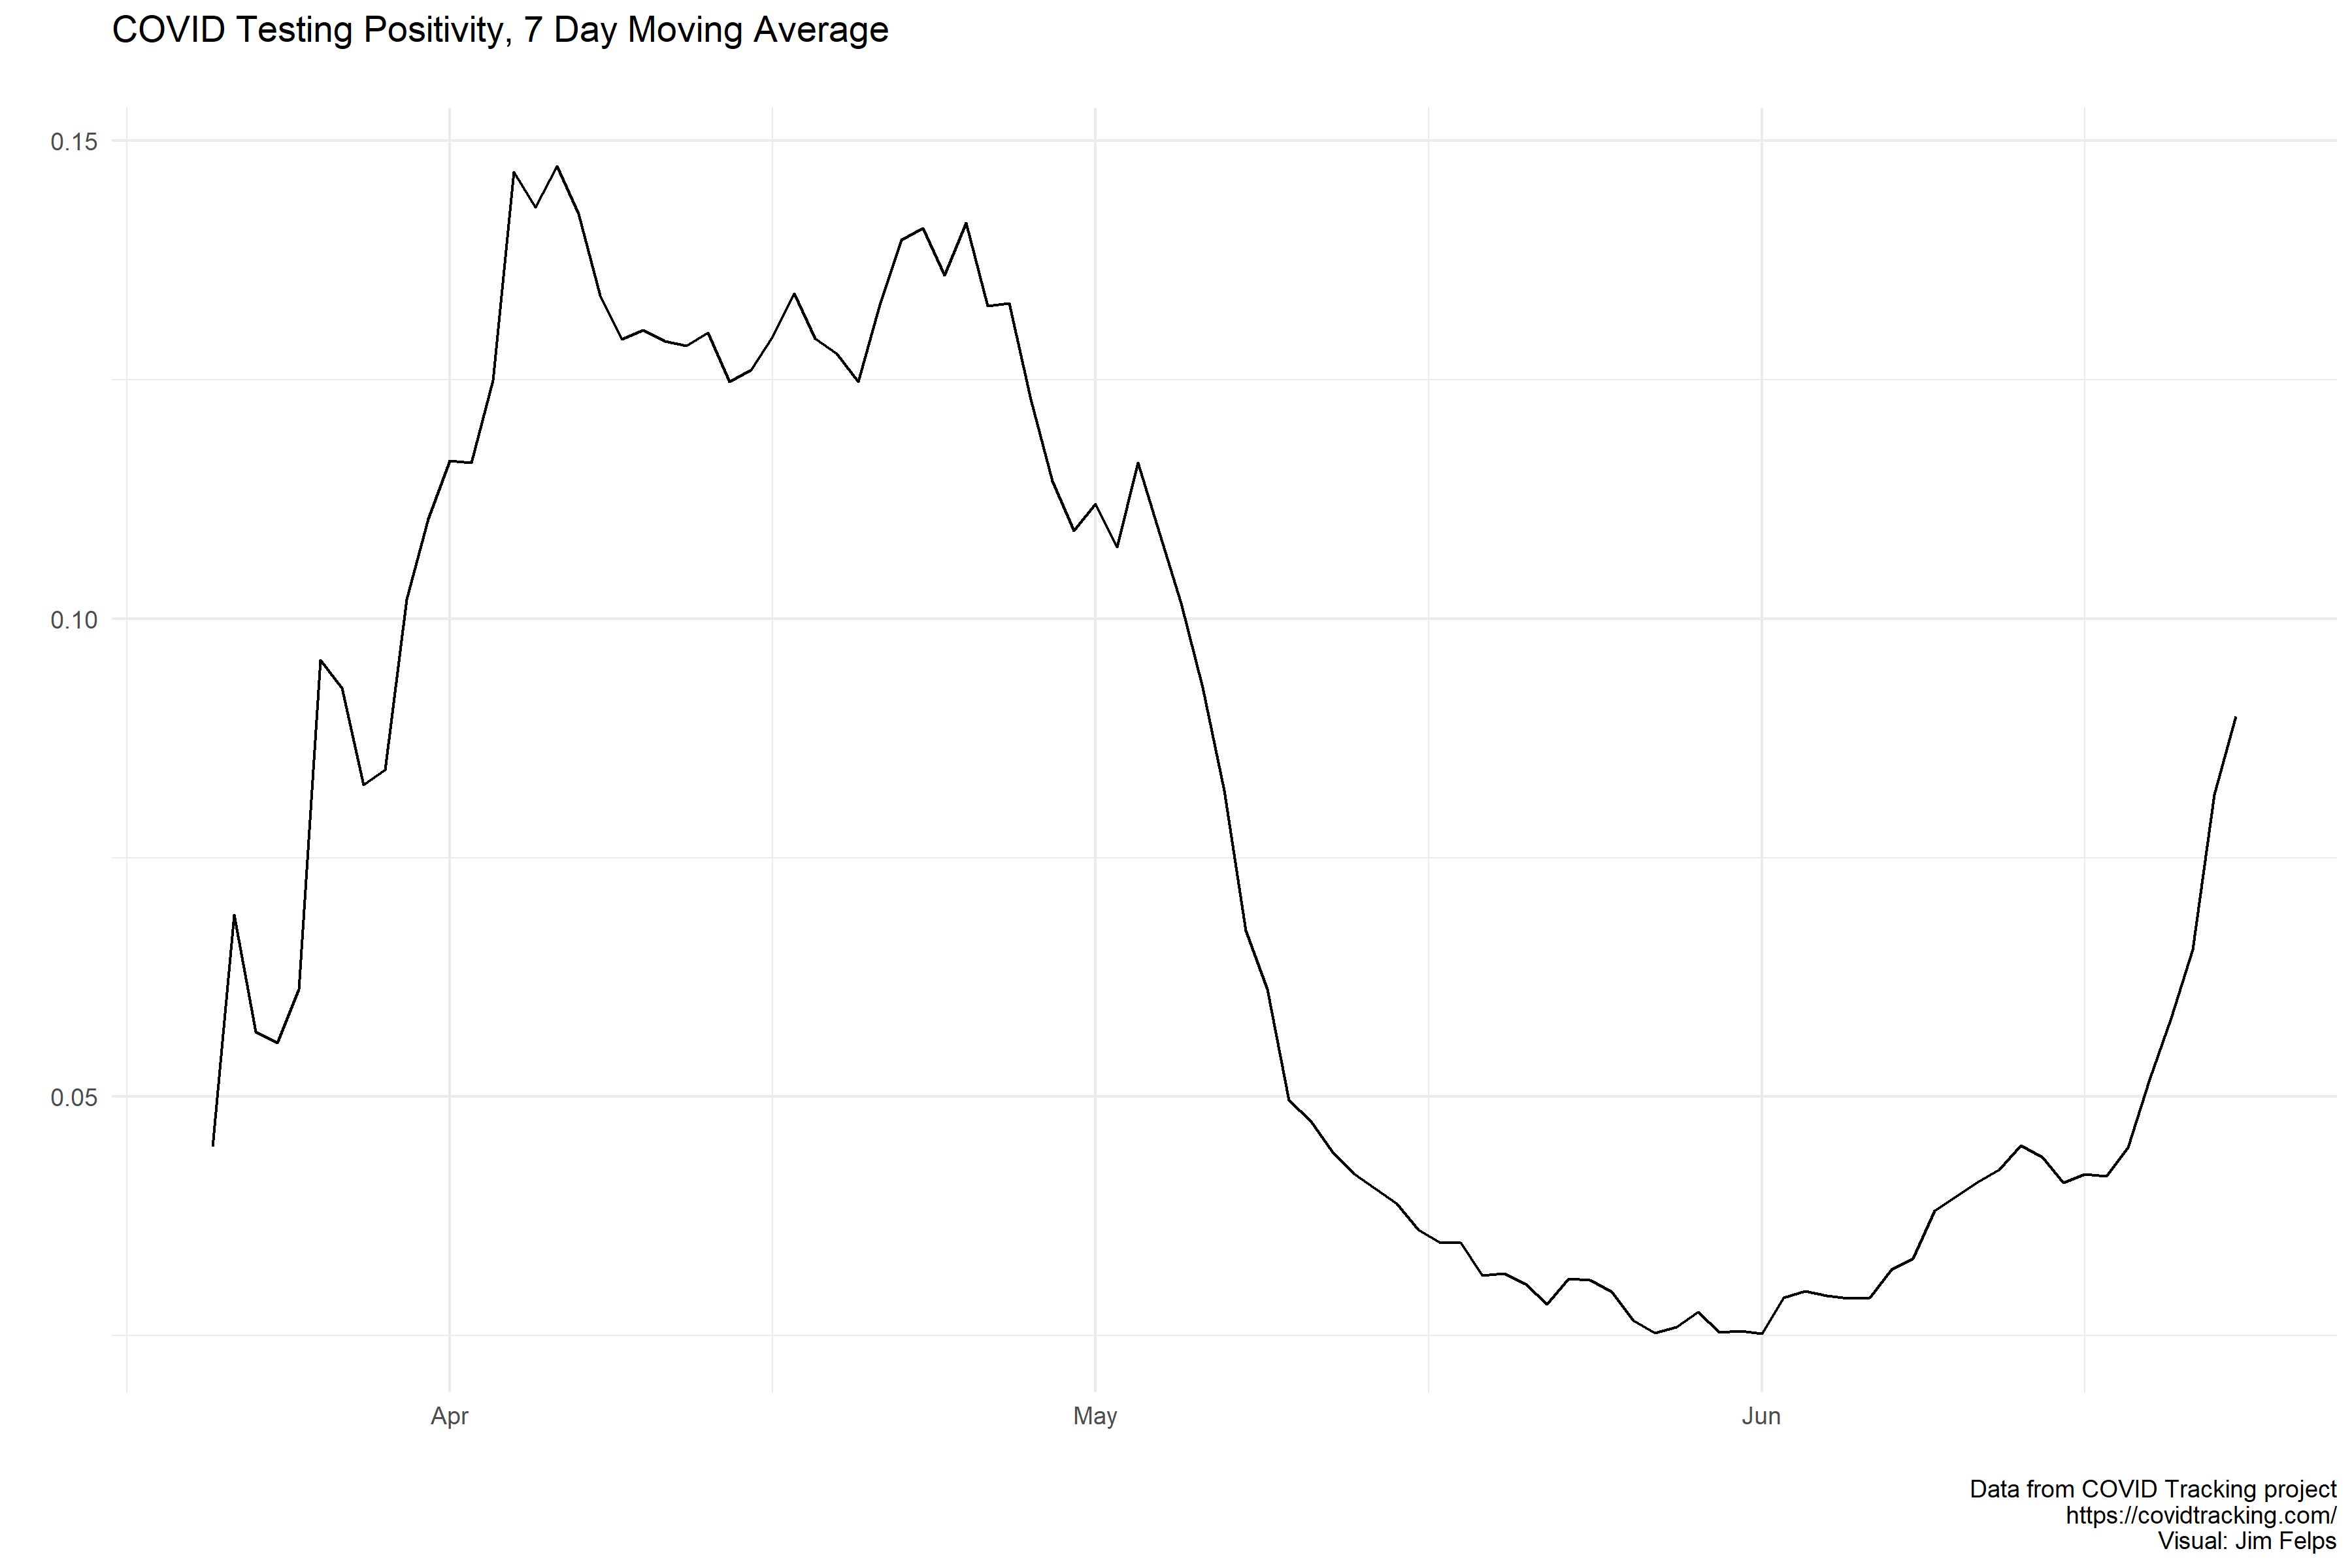 COVID Testing Positivity, 7 Day Moving Average
0.15
0.10
0.05
Apr
May
Jun
Data from COVID Tracking project
https://covidtracking.com/
Visual: Jim Felps